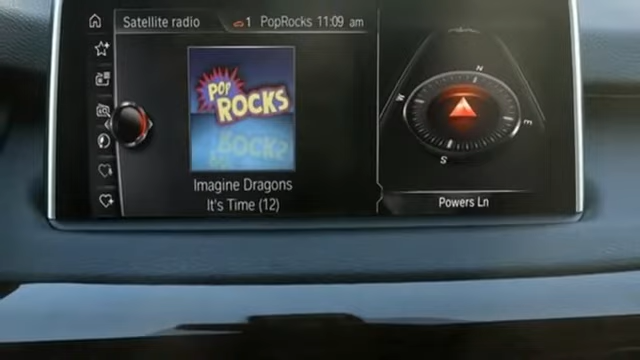 Satellite radio 1 PopRocks 11:09 am
POP
ROCKS
Imagine Dragons
It's Time (12)
N
W
E
S
Powers Ln